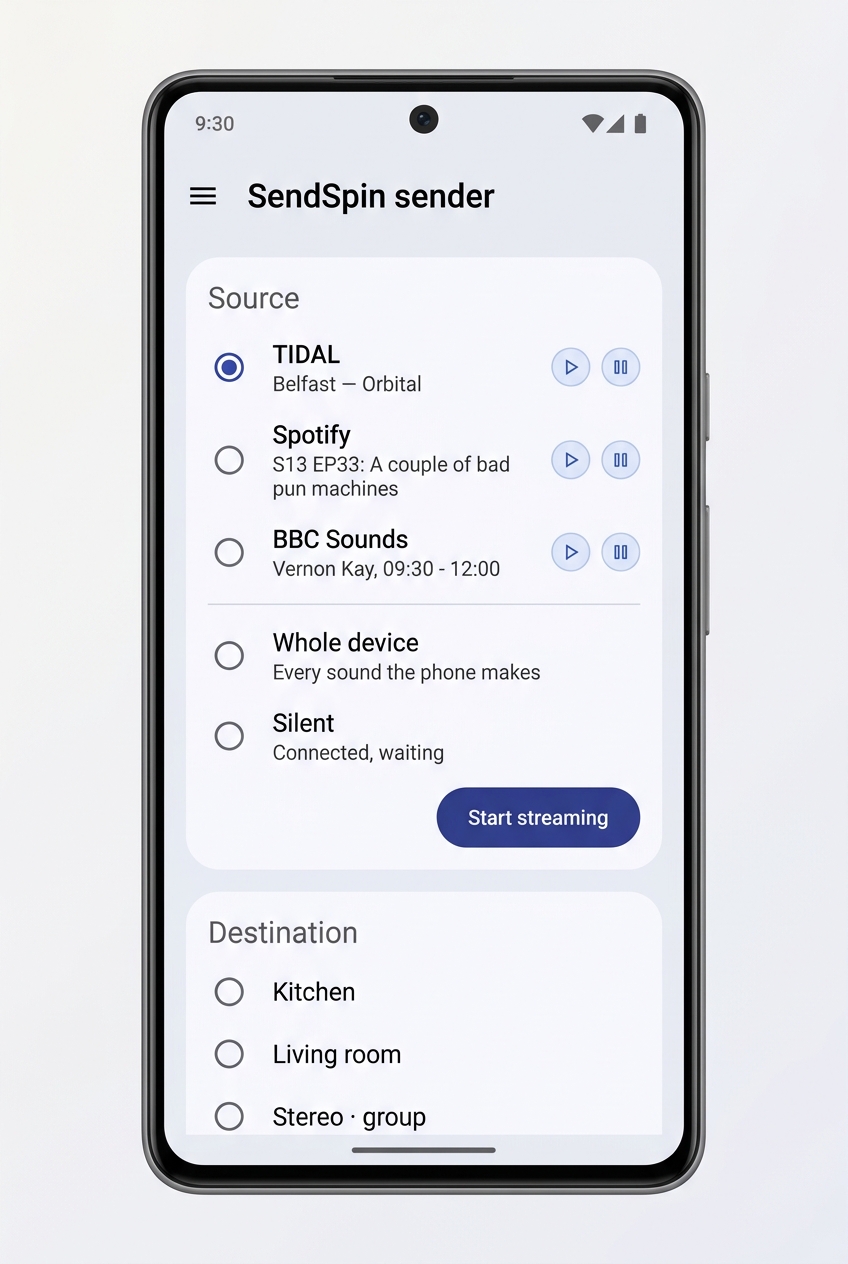 9:30
SendSpin sender
Source
TIDAL
Belfast — Orbital
Spotify
S13 EP33: A couple of bad
pun machines
BBC Sounds
Vernon Kay, 09:30 - 12:00
Whole device
Every sound the phone makes
Silent
Connected, waiting
Start streaming
Destination
Kitchen
Living room
Stereo · group